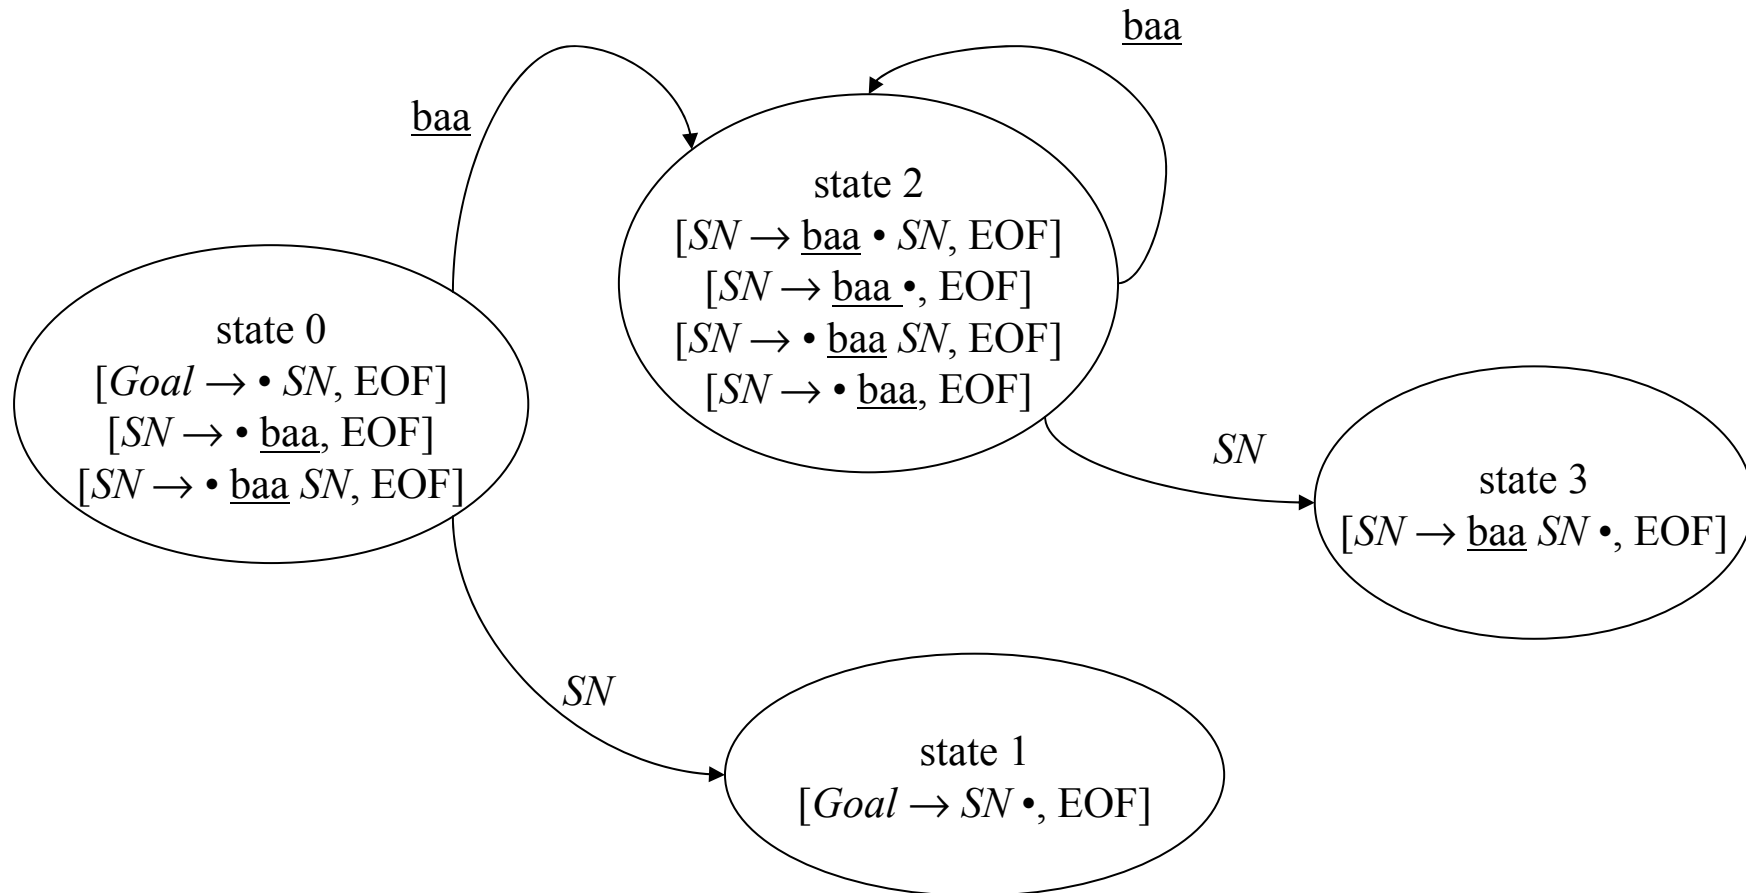 baa
baa
state 2
[SN → baa • SN, EOF]
[SN → baa •, EOF]
[SN → • baa SN, EOF]
[SN → • baa, EOF]
state 0
[Goal → • SN, EOF]
[SN → • baa, EOF]
[SN → • baa SN, EOF]
SN
state 3
[SN → baa SN •, EOF]
SN
state 1
[Goal → SN •, EOF]